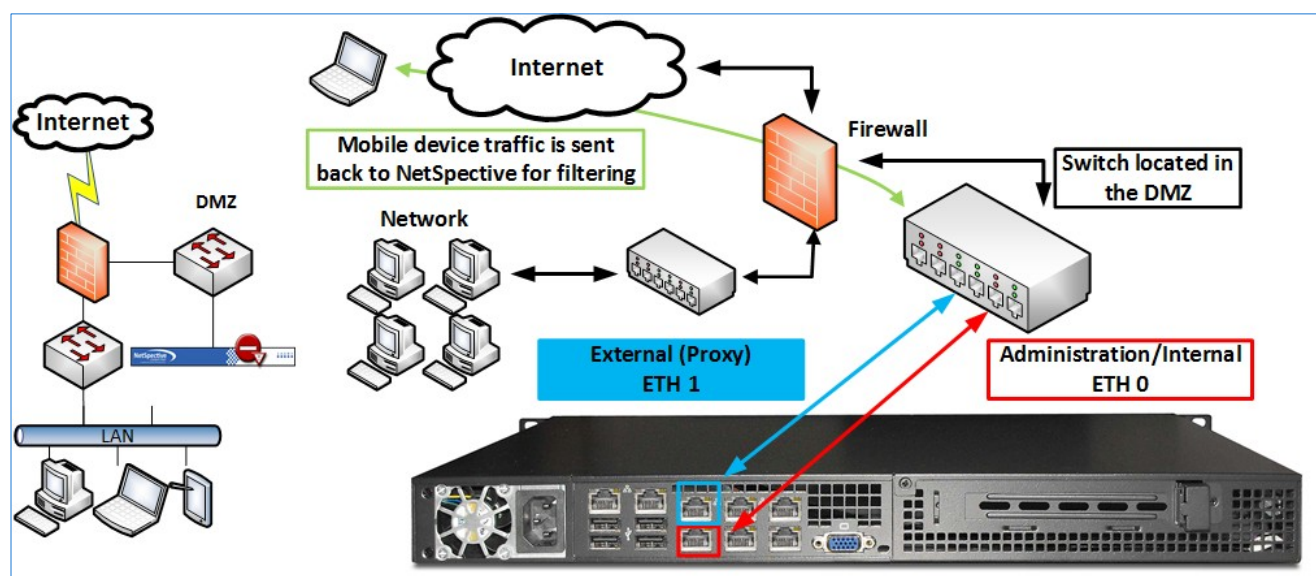 Internet
DMZ
NetSpective
LAN
Internet
Mobile device traffic is sent
back to NetSpective for filtering
Firewall
Switch located in
the DMZ
Network
External (Proxy)
ETH 1
Administration/Internal
ETH 0